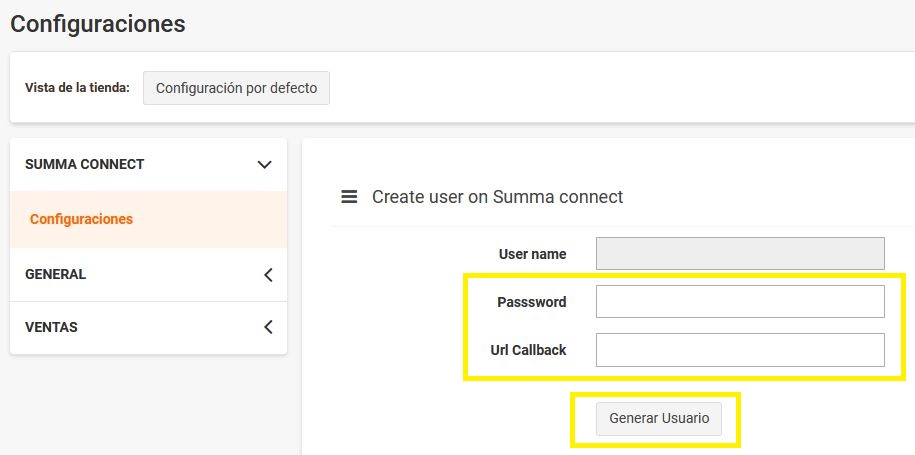 Configuraciones
Vista de la tienda: Configuración por defecto
SUMMA CONNECT
Configuraciones
GENERAL
VENTAS
Create user on Summa connect
User name
Passsword
Url Callback
Generar Usuario